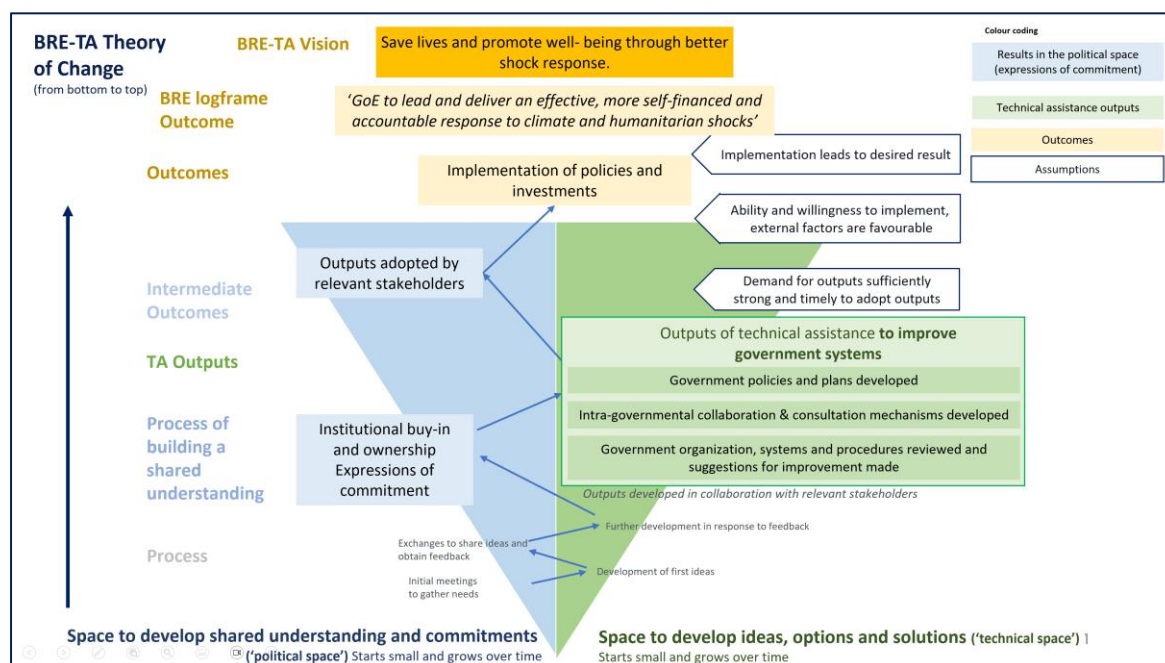 BRE-TA Theory
of Change
(from bottom to top)
BRE-TA Vision
Save lives and promote well- being through better
shock response.
Colour coding
Results in the political space
(expressions of commitment)
Technical assistance outputs
Outcomes
Assumptions
BRE logframe
Outcome
‘GoE to lead and deliver an effective, more self-financed and
accountable response to climate and humanitarian shocks’
Outcomes
Implementation of policies and
investments
Implementation leads to desired result
Ability and willingness to implement,
external factors are favourable
Intermediate
Outcomes
Outputs adopted by
relevant stakeholders
Demand for outputs sufficiently
strong and timely to adopt outputs
TA Outputs
Outputs of technical assistance to improve
government systems
Government policies and plans developed
Intra-governmental collaboration & consultation mechanisms developed
Government organization, systems and procedures reviewed and
suggestions for improvement made
Process of
building a
shared
understanding
Institutional buy-in
and ownership
Expressions of
commitment
Outputs developed in collaboration with relevant stakeholders
Further development in response to feedback
Process
Exchanges to share ideas and
obtain feedback
Development of first ideas
Initial meetings
to gather needs
Space to develop shared understanding and commitments
(‘political space’) Starts small and grows over time
Space to develop ideas, options and solutions (‘technical space’) 1
Starts small and grows over time